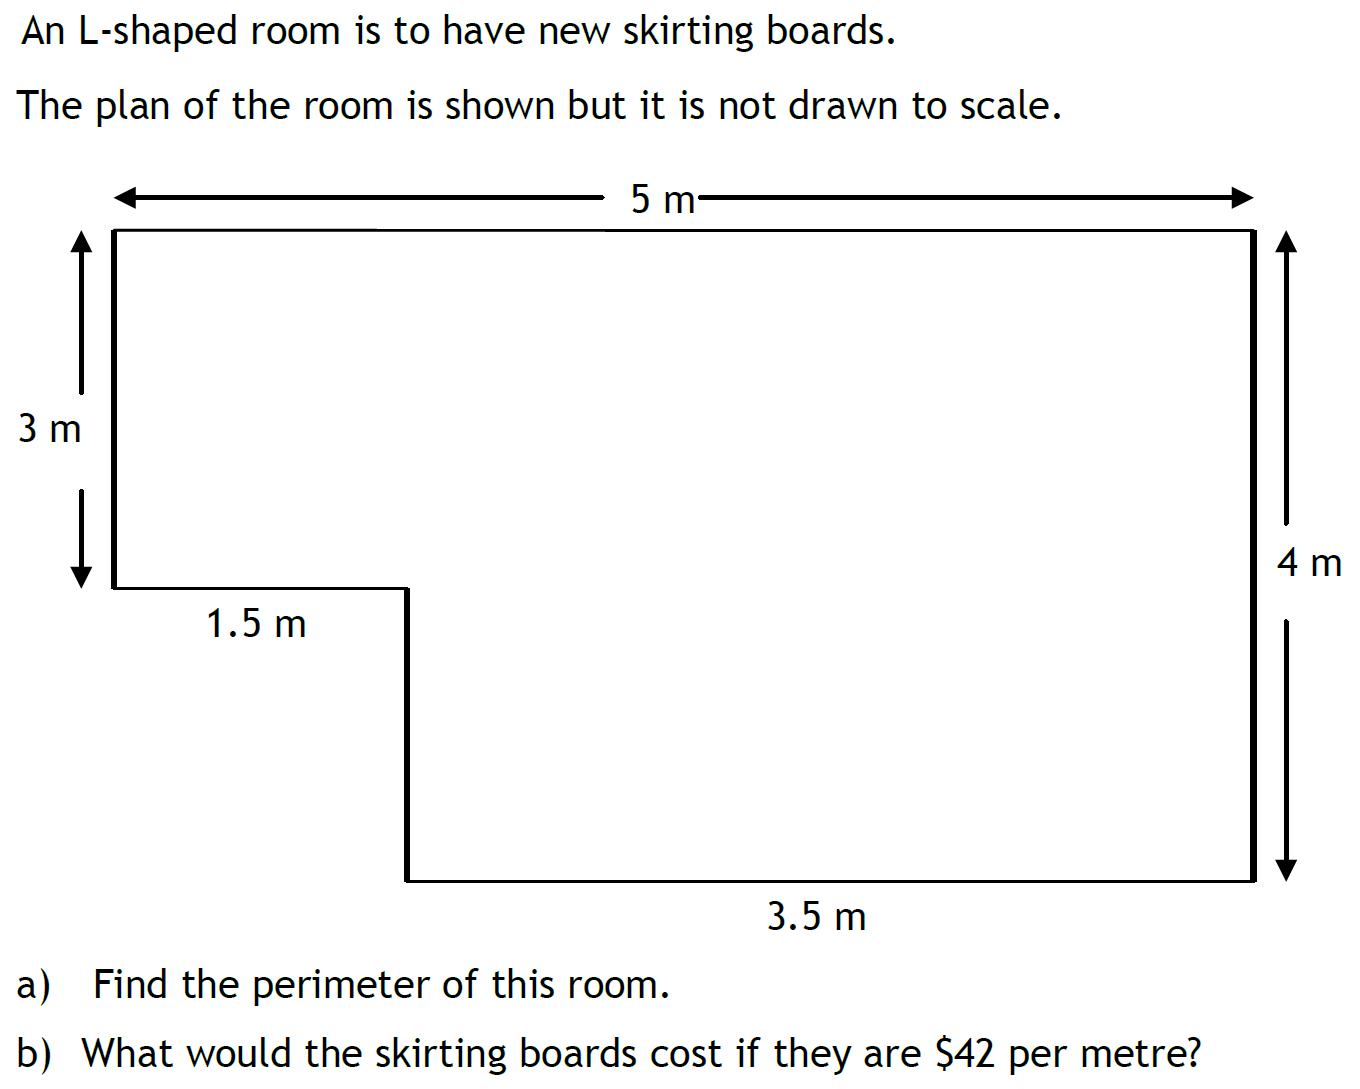 An L-shaped room is to have new skirting boards.
The plan of the room is shown but it is not drawn to scale.
5 m
3 m
4 m
1.5 m
3.5 m
a) Find the perimeter of this room.
b) What would the skirting boards cost if they are $42 per metre?